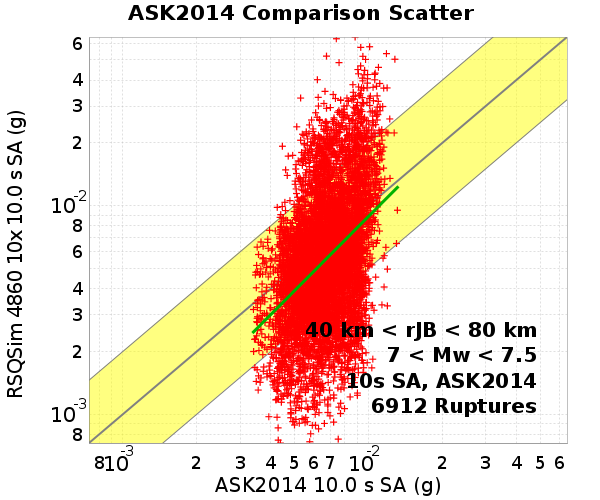 ASK2014 Comparison Scatter
RSQSim 4860 10x 10.0 s SA (g)
6
4
3
2
10-2
8
6
4
3
2
10-3
8
40 km < rJB < 80 km
7 < Mw < 7.5
10s SA, ASK2014
6912 Ruptures
8 10-3 2 3 4 5 6 7 10-2 2 3 4 5 6
ASK2014 10.0 s SA (g)